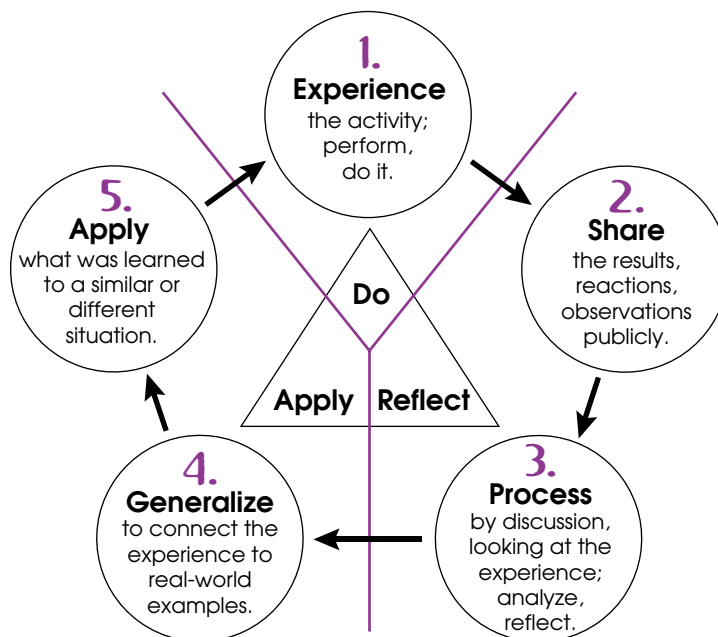 1.
Experience
the activity;
perform,
do it.
2.
Share
the results,
reactions,
observations
publicly.
3.
Process
by discussion,
looking at the
experience;
analyze,
reflect.
4.
Generalize
to connect the
experience to
real-world
examples.
5.
Apply
what was learned
to a similar or
different
situation.
Do
Apply Reflect